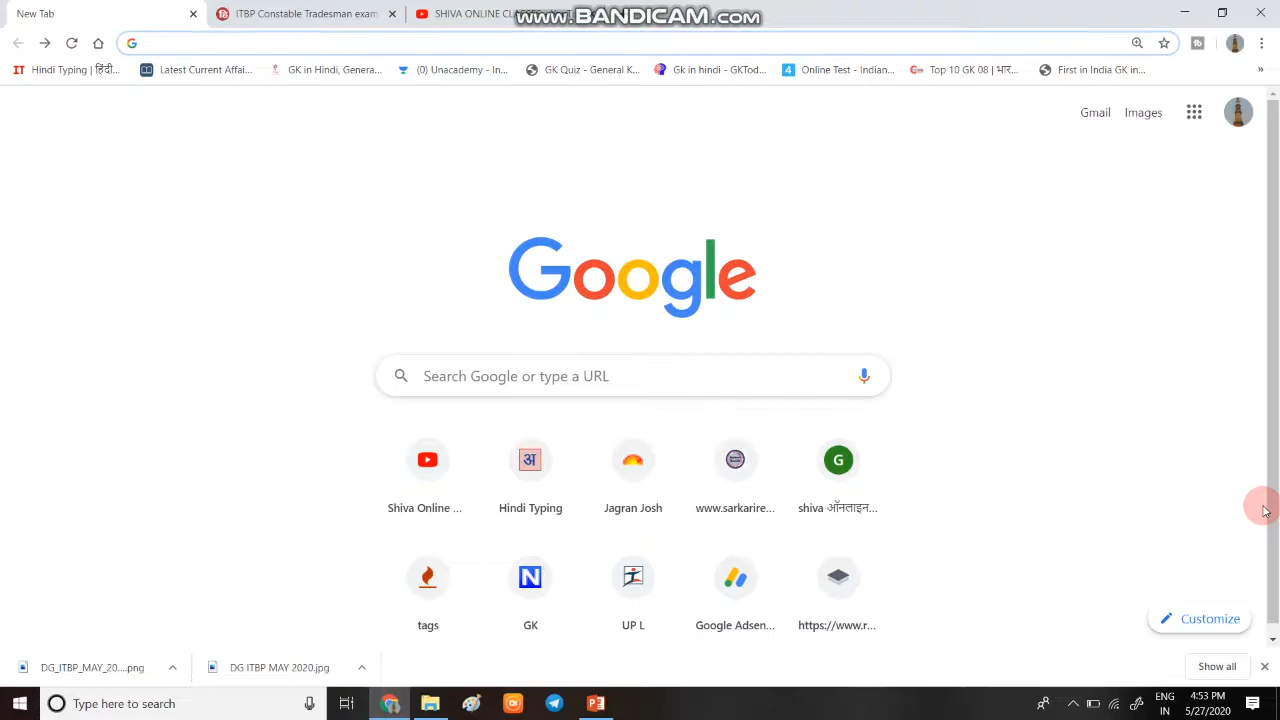 New Tab
ITBP Constable Tradesman exam
SHIVA ONLINE CLASSES
www.BANDICAM.com
IT Hindi Typing | हिंदी...
Latest Current Affai...
GK in Hindi, Genera...
(0) Unacademy - In...
GK Quiz - General K...
Gk in hindi - GKTod...
4 Online Test - Indian...
Top 10 GK 08 | भार...
First in India GK in...
Gmail
Images
Google
Search Google or type a URL
Shiva Online ...
अ
Hindi Typing
Jagran Josh
www.sarkarire...
G
shiva ऑनलाइन...
tags
N
GK
UP L
Google Adsen...
https://www.r...
Customize
DG_ITBP_MAY_20....png
DG ITBP MAY 2020.jpg
Show all
Type here to search
ENG
IN
4:53 PM
5/27/2020